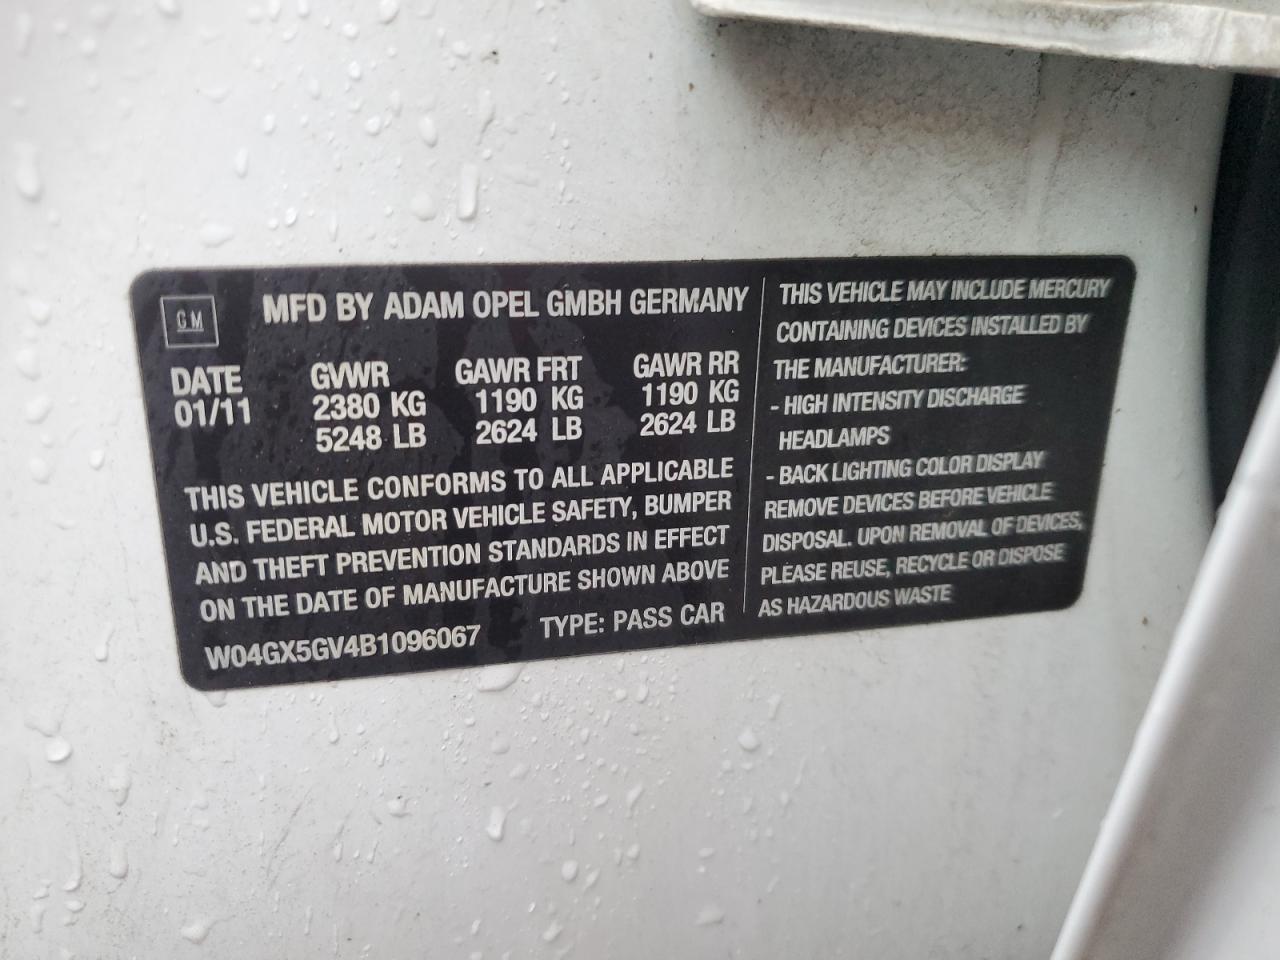 GM
MFD BY ADAM OPEL GMBH GERMANY
DATE GVWR GAWR FRT GAWR RR
01/11 2380 KG 1190 KG 1190 KG
5248 LB 2624 LB 2624 LB
THIS VEHICLE CONFORMS TO ALL APPLICABLE
U.S. FEDERAL MOTOR VEHICLE SAFETY, BUMPER
AND THEFT PREVENTION STANDARDS IN EFFECT
ON THE DATE OF MANUFACTURE SHOWN ABOVE
W04GX5GV4B1096067 TYPE: PASS CAR
THIS VEHICLE MAY INCLUDE MERCURY
CONTAINING DEVICES INSTALLED BY
THE MANUFACTURER:
- HIGH INTENSITY DISCHARGE
HEADLAMPS
- BACK LIGHTING COLOR DISPLAY
REMOVE DEVICES BEFORE VEHICLE
DISPOSAL. UPON REMOVAL OF DEVICES,
PLEASE REUSE, RECYCLE OR DISPOSE
AS HAZARDOUS WASTE